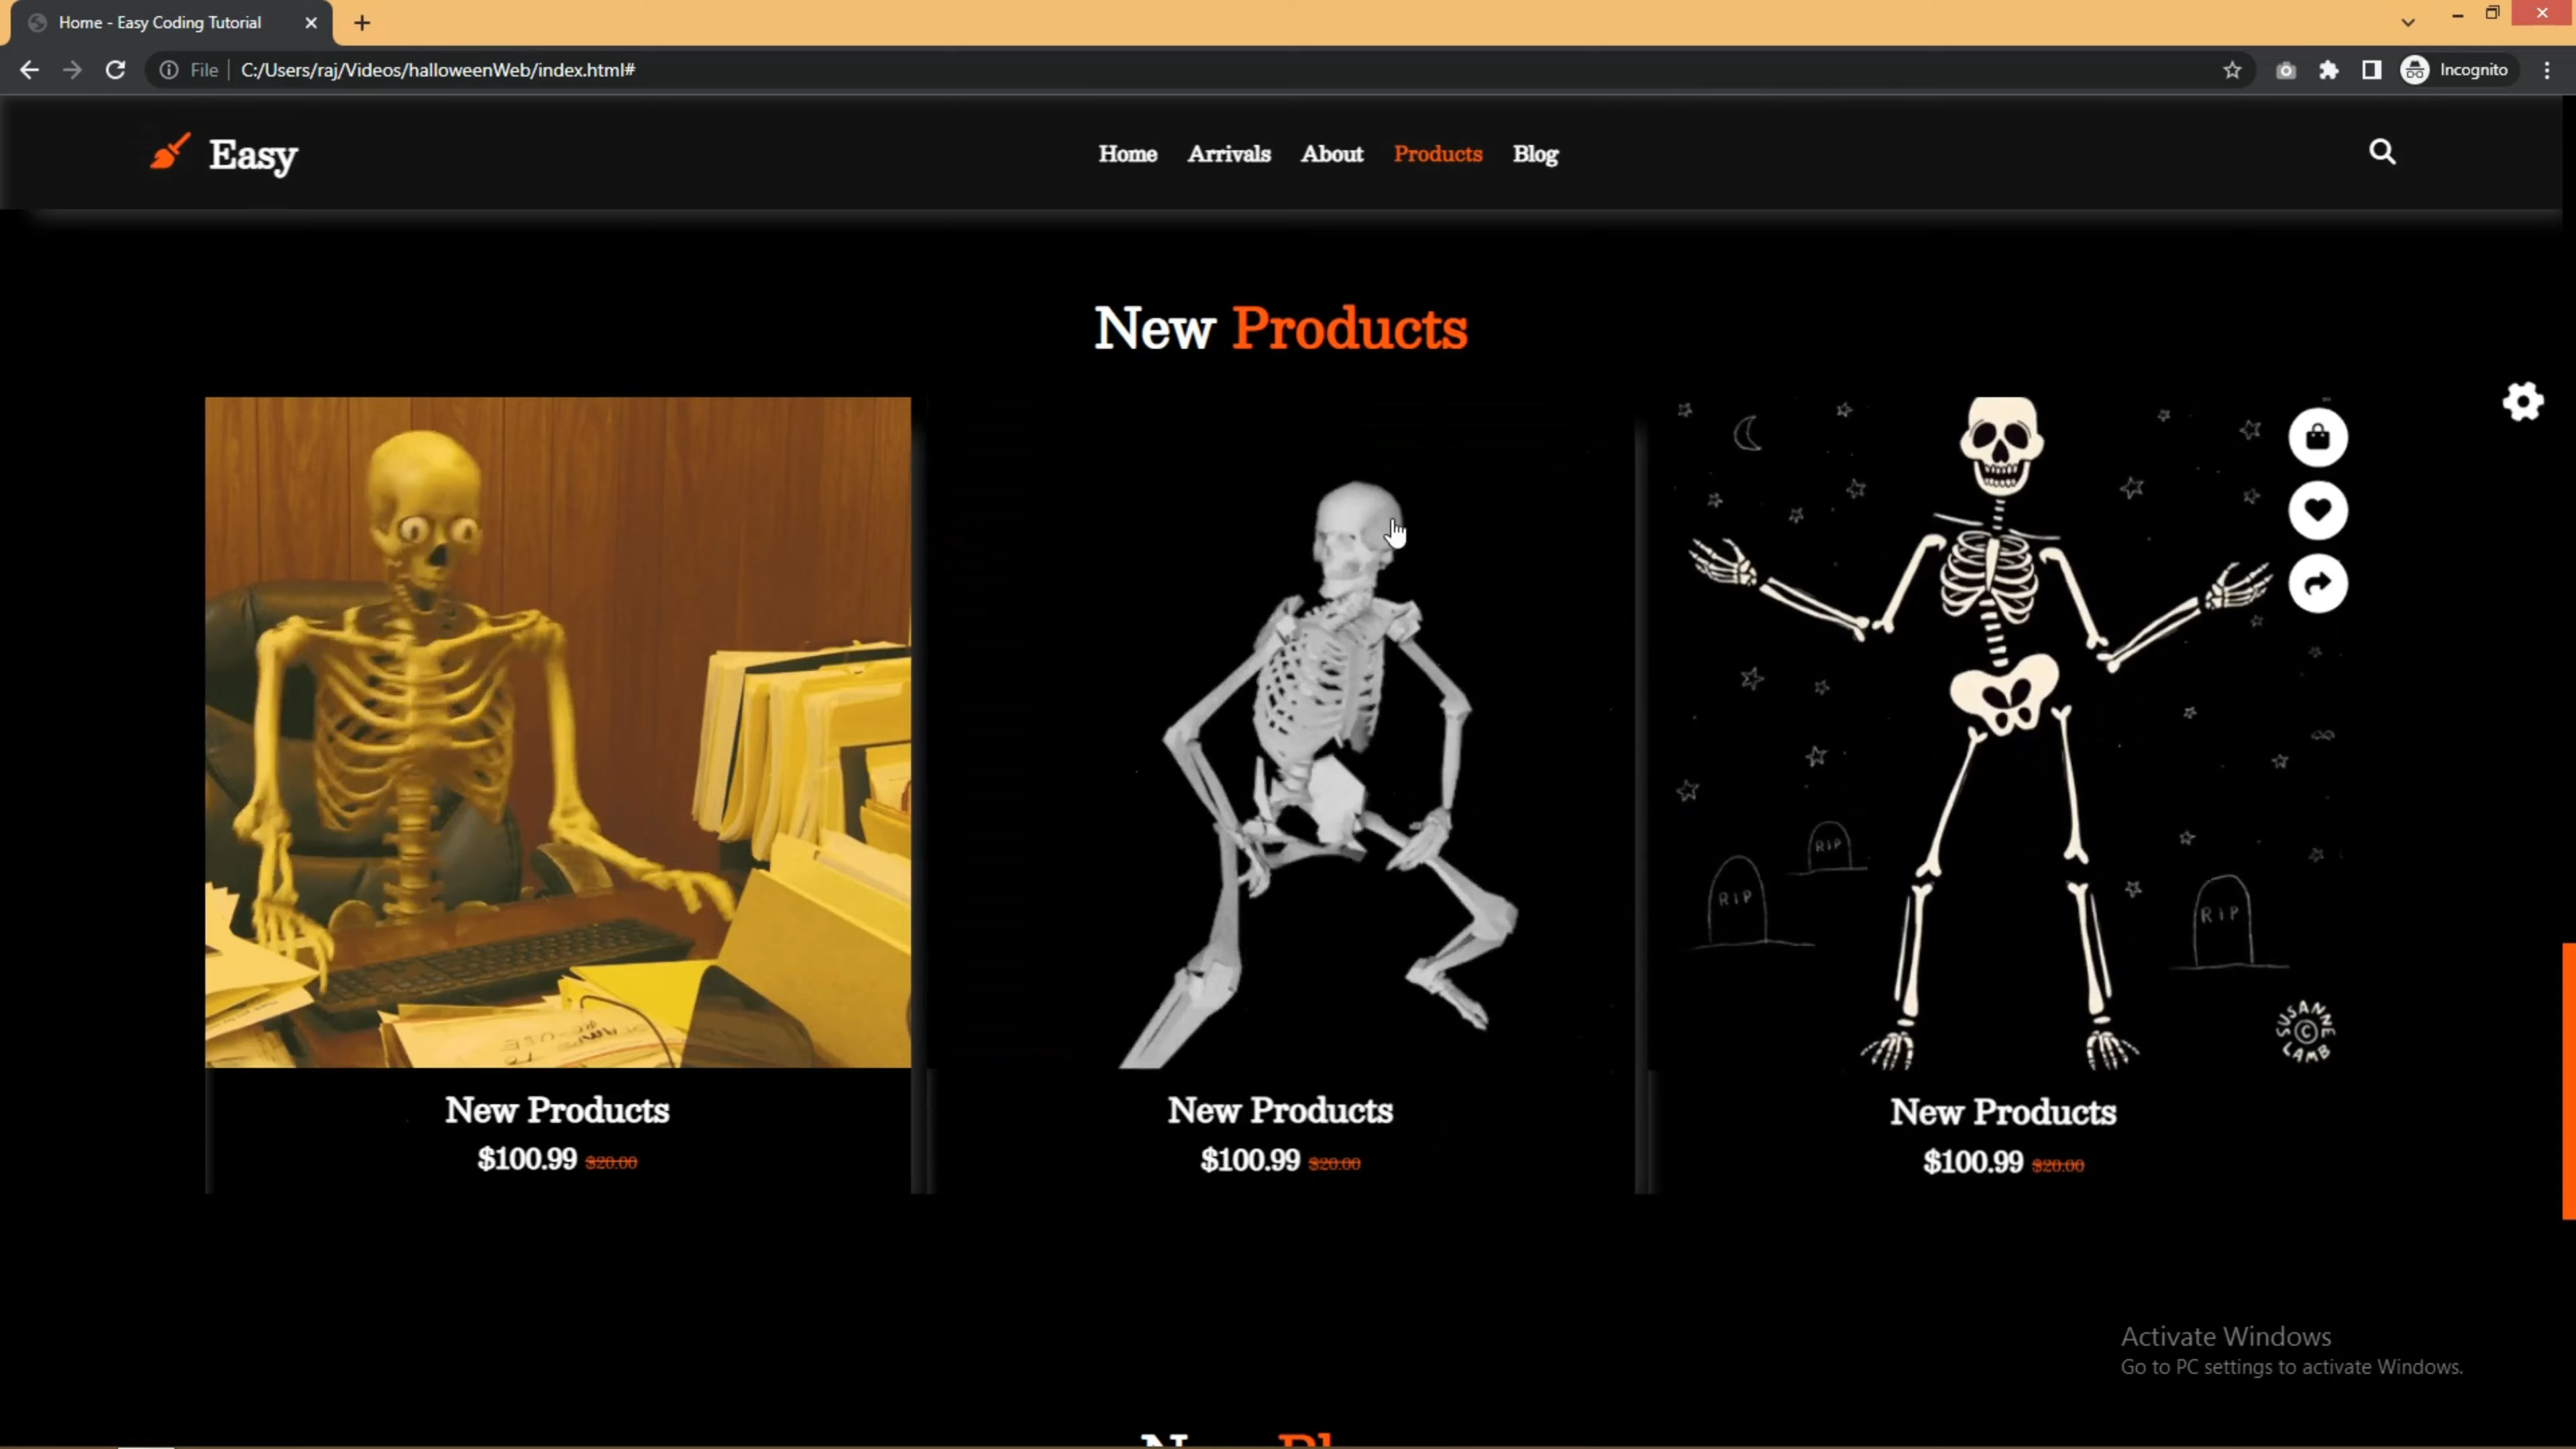 Home - Easy Coding Tutorial
File C:/Users/raj/Videos/halloweenWeb/index.html#
Incognito
Easy
Home Arrivals About Products Blog
New Products
RIP
RIP
RIP
SUSANNE
©
LAMB
New Products
$100.99 $20.00
New Products
$100.99 $20.00
New Products
$100.99 $20.00
Activate Windows
Go to PC settings to activate Windows.